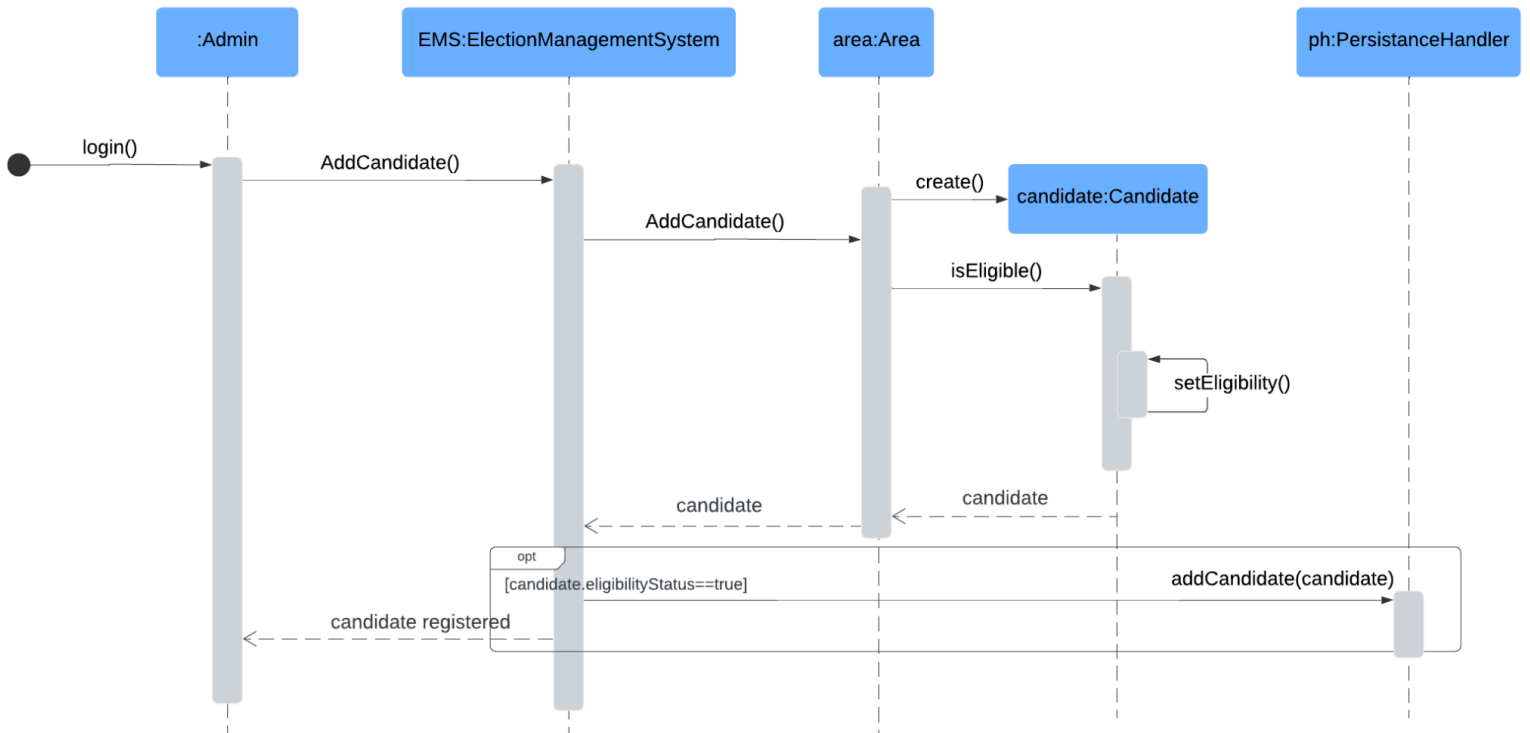 :Admin
EMS:ElectionManagementSystem
area:Area
ph:PersistanceHandler
login()
AddCandidate()
create()
candidate:Candidate
AddCandidate()
isEligible()
setEligibility()
candidate
candidate
opt
[candidate.eligibilityStatus==true]
addCandidate(candidate)
candidate registered